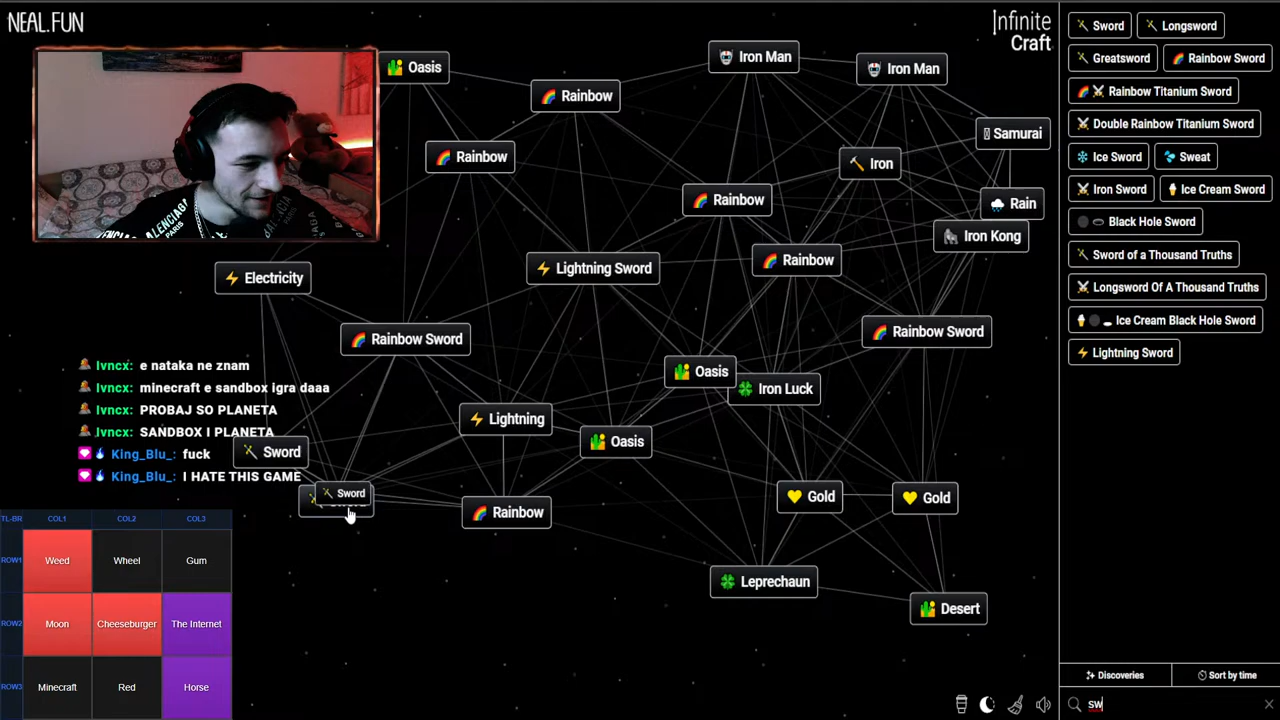 NEAL.FUN
Infinite
Craft
Oasis
Iron Man
Iron Man
Rainbow
Samurai
Rainbow
Iron
Rainbow
Rain
Iron Kong
Rainbow
Lightning Sword
Electricity
Rainbow Sword
Rainbow Sword
Oasis
Iron Luck
Lightning
Oasis
Sword
Sword
Rainbow
Gold
Gold
Leprechaun
Desert
BALENCIAGA
PARIS
lvncx: e nataka ne znam
lvncx: minecraft e sandbox igra daaa
lvncx: PROBAJ SO PLANETA
lvncx: SANDBOX I PLANETA
King_Blu_: fuck
King_Blu_: I HATE THIS GAME
TL-BR COL1 COL2 COL3
ROW1 Weed Wheel Gum
ROW2 Moon Cheeseburger The Internet
ROW3 Minecraft Red Horse
Sword Longsword
Greatsword Rainbow Sword
Rainbow Titanium Sword
Double Rainbow Titanium Sword
Ice Sword Sweat
Iron Sword Ice Cream Sword
Black Hole Sword
Sword of a Thousand Truths
Longsword Of A Thousand Truths
Ice Cream Black Hole Sword
Lightning Sword
Discoveries Sort by time
sw